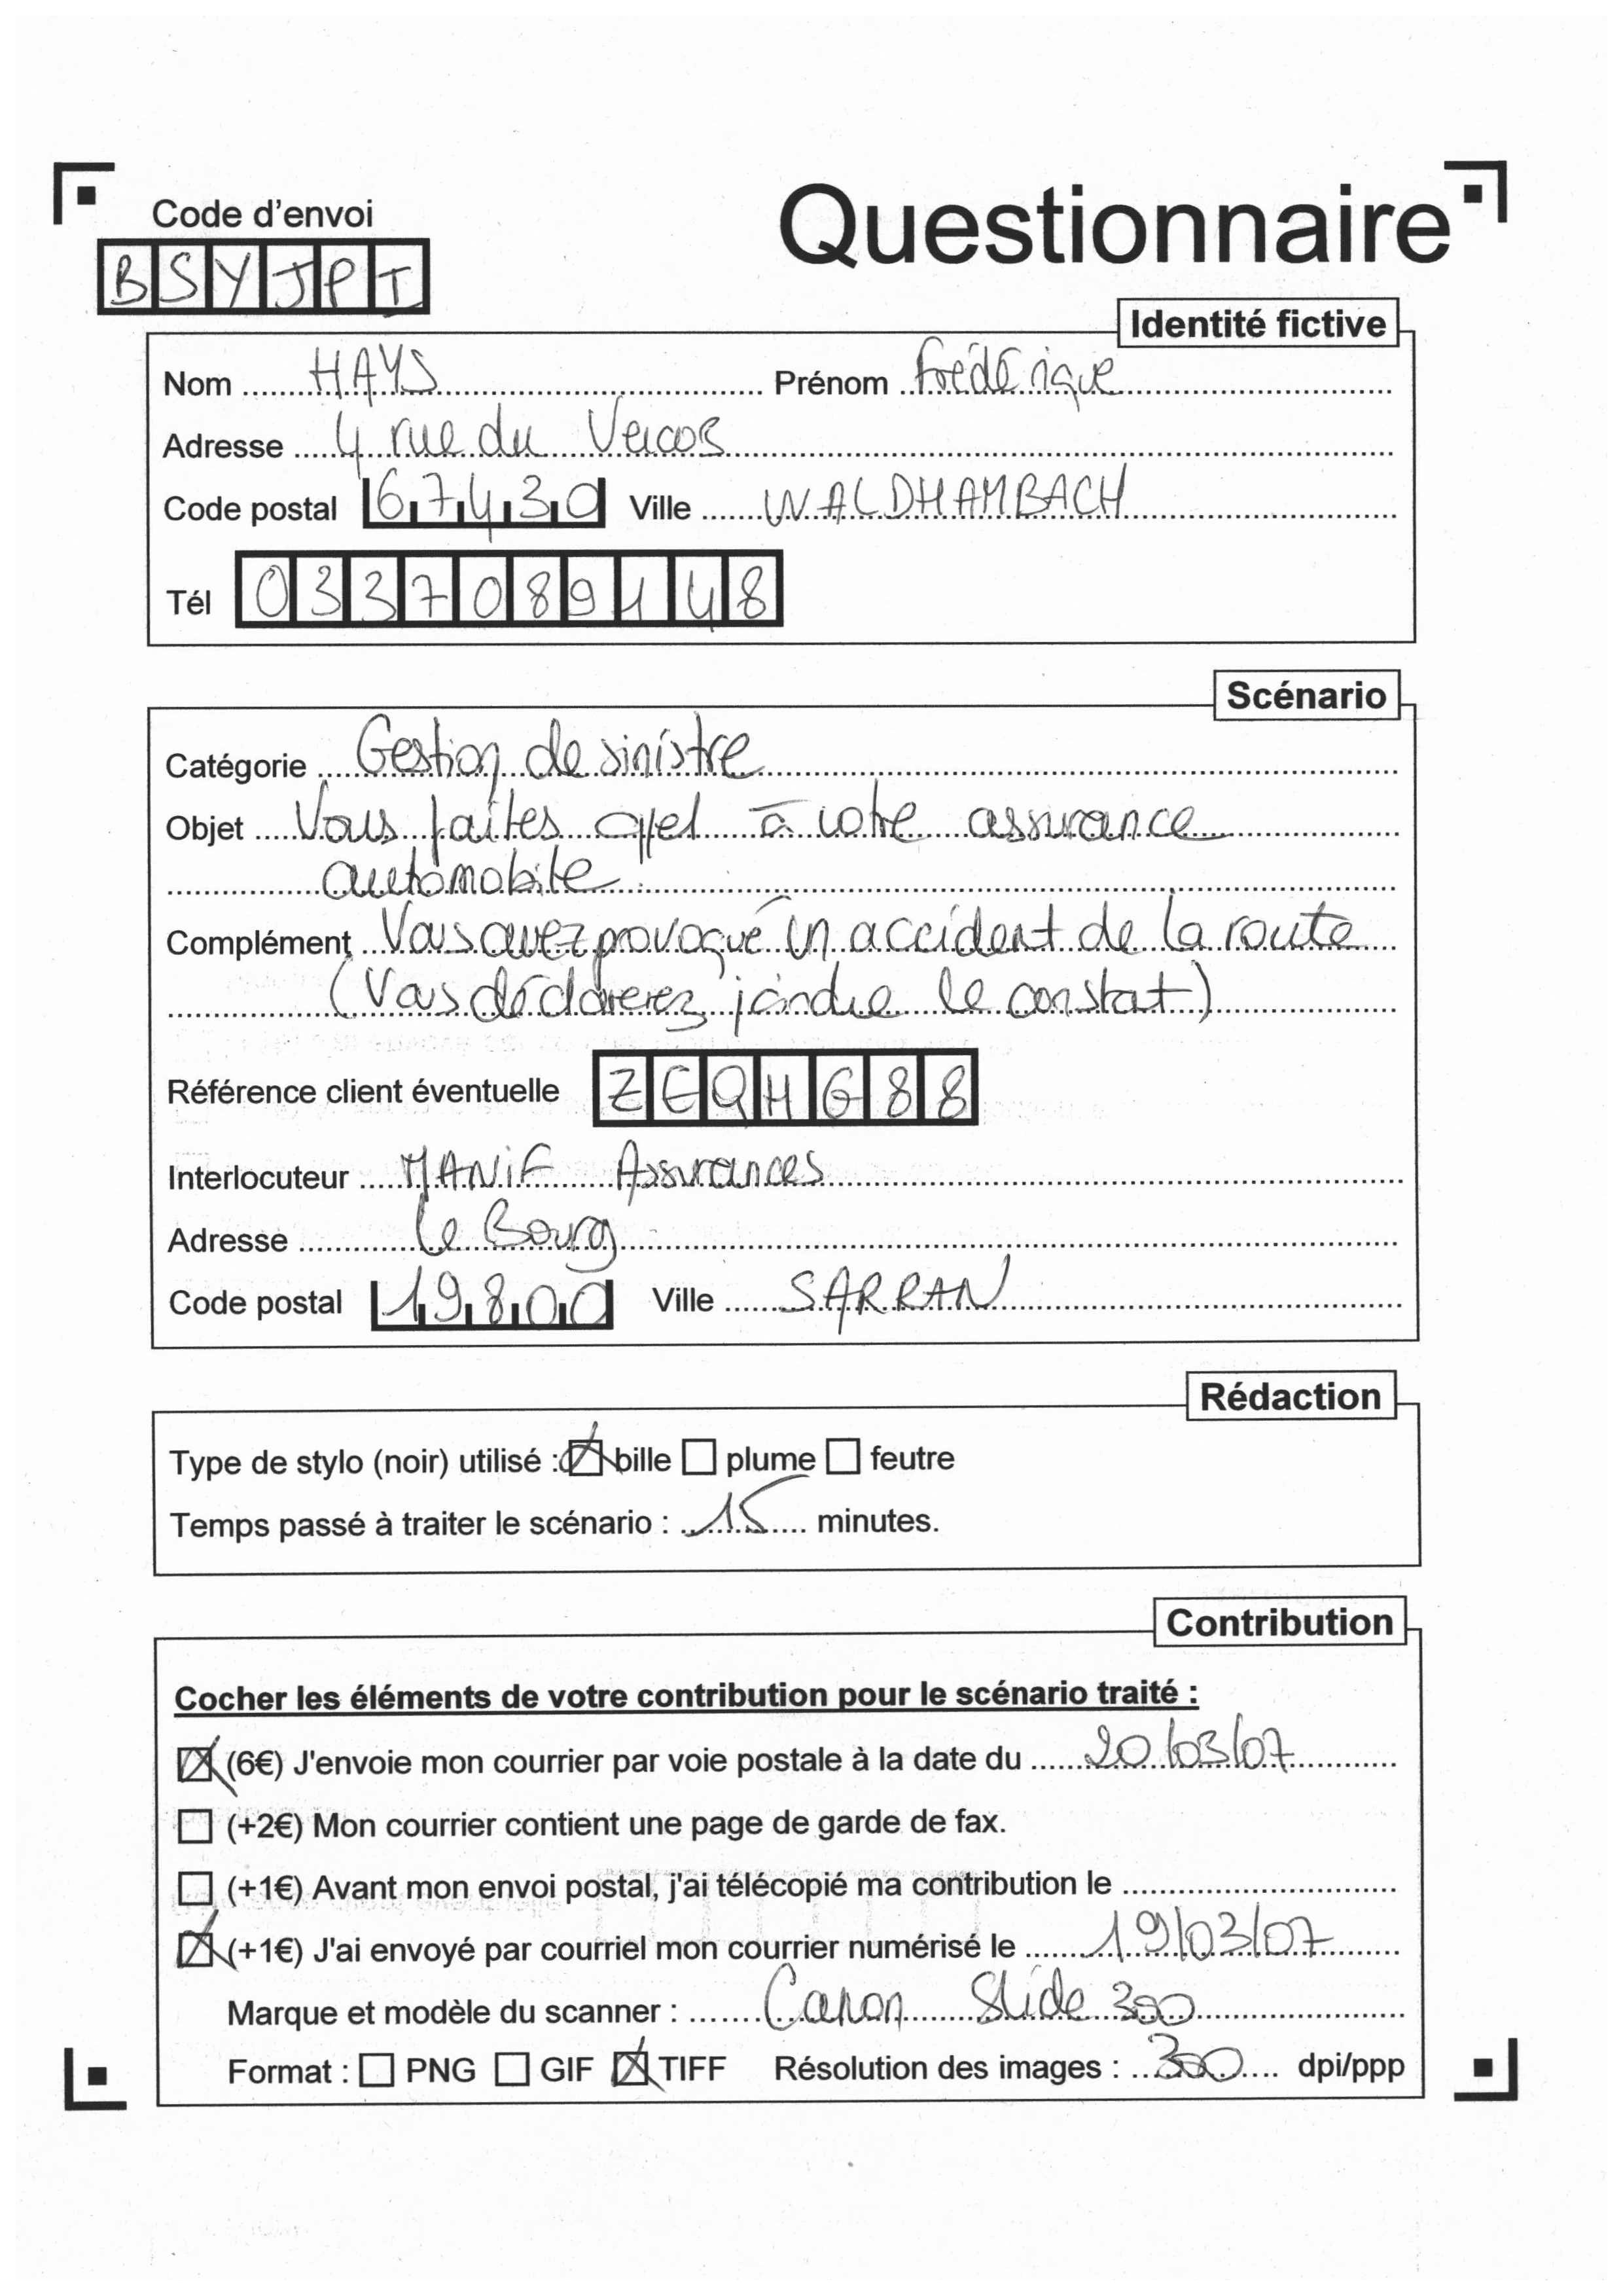 Questionnaire
Code d'envoi
BSYJPI
Identité fictive
Nom HAYS Prénom Frédérique
Adresse 4 rue du
Code postal 67430 Ville WALDHAMBACH
Tél 0337089148
Scénario
Catégorie Gestion de sinistre
Objet Vous faites appel à votre assurance
automobile
Complément Vous avez provoqué un accident de la route
(Vous déclarerez joindre le constat)
Référence client éventuelle ZEQHG88
Interlocuteur MANIF Assurances
Adresse Le Bourg
Code postal 19800 Ville SARRAN
Rédaction
Type de stylo (noir) utilisé : bille plume feutre
Temps passé à traiter le scénario : 15 minutes.
Contribution
Cocher les éléments de votre contribution pour le scénario traité :
(6€) J'envoie mon courrier par voie postale à la date du 20/03/07
(+2€) Mon courrier contient une page de garde de fax.
(+1€) Avant mon envoi postal, j'ai télécopié ma contribution le
(+1€) J'ai envoyé par courriel mon courrier numérisé le 19/03/07
Marque et modèle du scanner : Canon Slide 300
Format : PNG GIF TIFF Résolution des images : 300 dpi/ppp